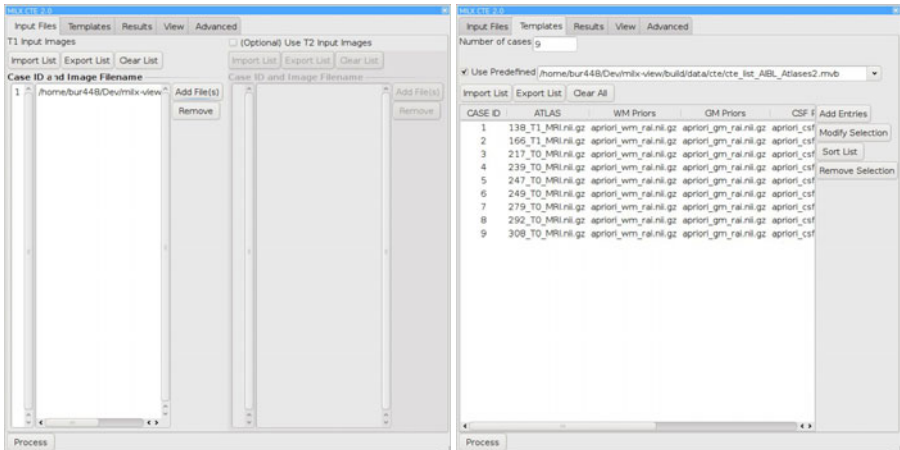 MILX CTE 2.0
Input Files Templates Results View Advanced
T1 Input Images
(Optional) Use T2 Input Images
Import List Export List Clear List
Import List Export List Clear List
Case ID and Image Filename
Case ID and Image Filename
1 /home/bur448/Dev/milx-view
Add File(s)
Remove
Add File(s)
Remove
Process
MILX CTE 2.0
Input Files Templates Results View Advanced
Number of cases 9
Use Predefined /home/bur448/Dev/milx-view/build/data/cte/cte_list_AIBL_Atlases2.mvb
Import List Export List Clear All
CASE ID ATLAS WM Priors GM Priors CSF P
1 138_T1_MRI.nii.gz apriori_wm_rai.nii.gz apriori_gm_rai.nii.gz apriori_csf
2 166_T1_MRI.nii.gz apriori_wm_rai.nii.gz apriori_gm_rai.nii.gz apriori_csf
3 217_T0_MRI.nii.gz apriori_wm_rai.nii.gz apriori_gm_rai.nii.gz apriori_csf
4 239_T0_MRI.nii.gz apriori_wm_rai.nii.gz apriori_gm_rai.nii.gz apriori_csf
5 247_T0_MRI.nii.gz apriori_wm_rai.nii.gz apriori_gm_rai.nii.gz apriori_csf
6 249_T0_MRI.nii.gz apriori_wm_rai.nii.gz apriori_gm_rai.nii.gz apriori_csf
7 279_T0_MRI.nii.gz apriori_wm_rai.nii.gz apriori_gm_rai.nii.gz apriori_csf
8 292_T0_MRI.nii.gz apriori_wm_rai.nii.gz apriori_gm_rai.nii.gz apriori_csf
9 308_T0_MRI.nii.gz apriori_wm_rai.nii.gz apriori_gm_rai.nii.gz apriori_csf
Add Entries
Modify Selection
Sort List
Remove Selection
Process